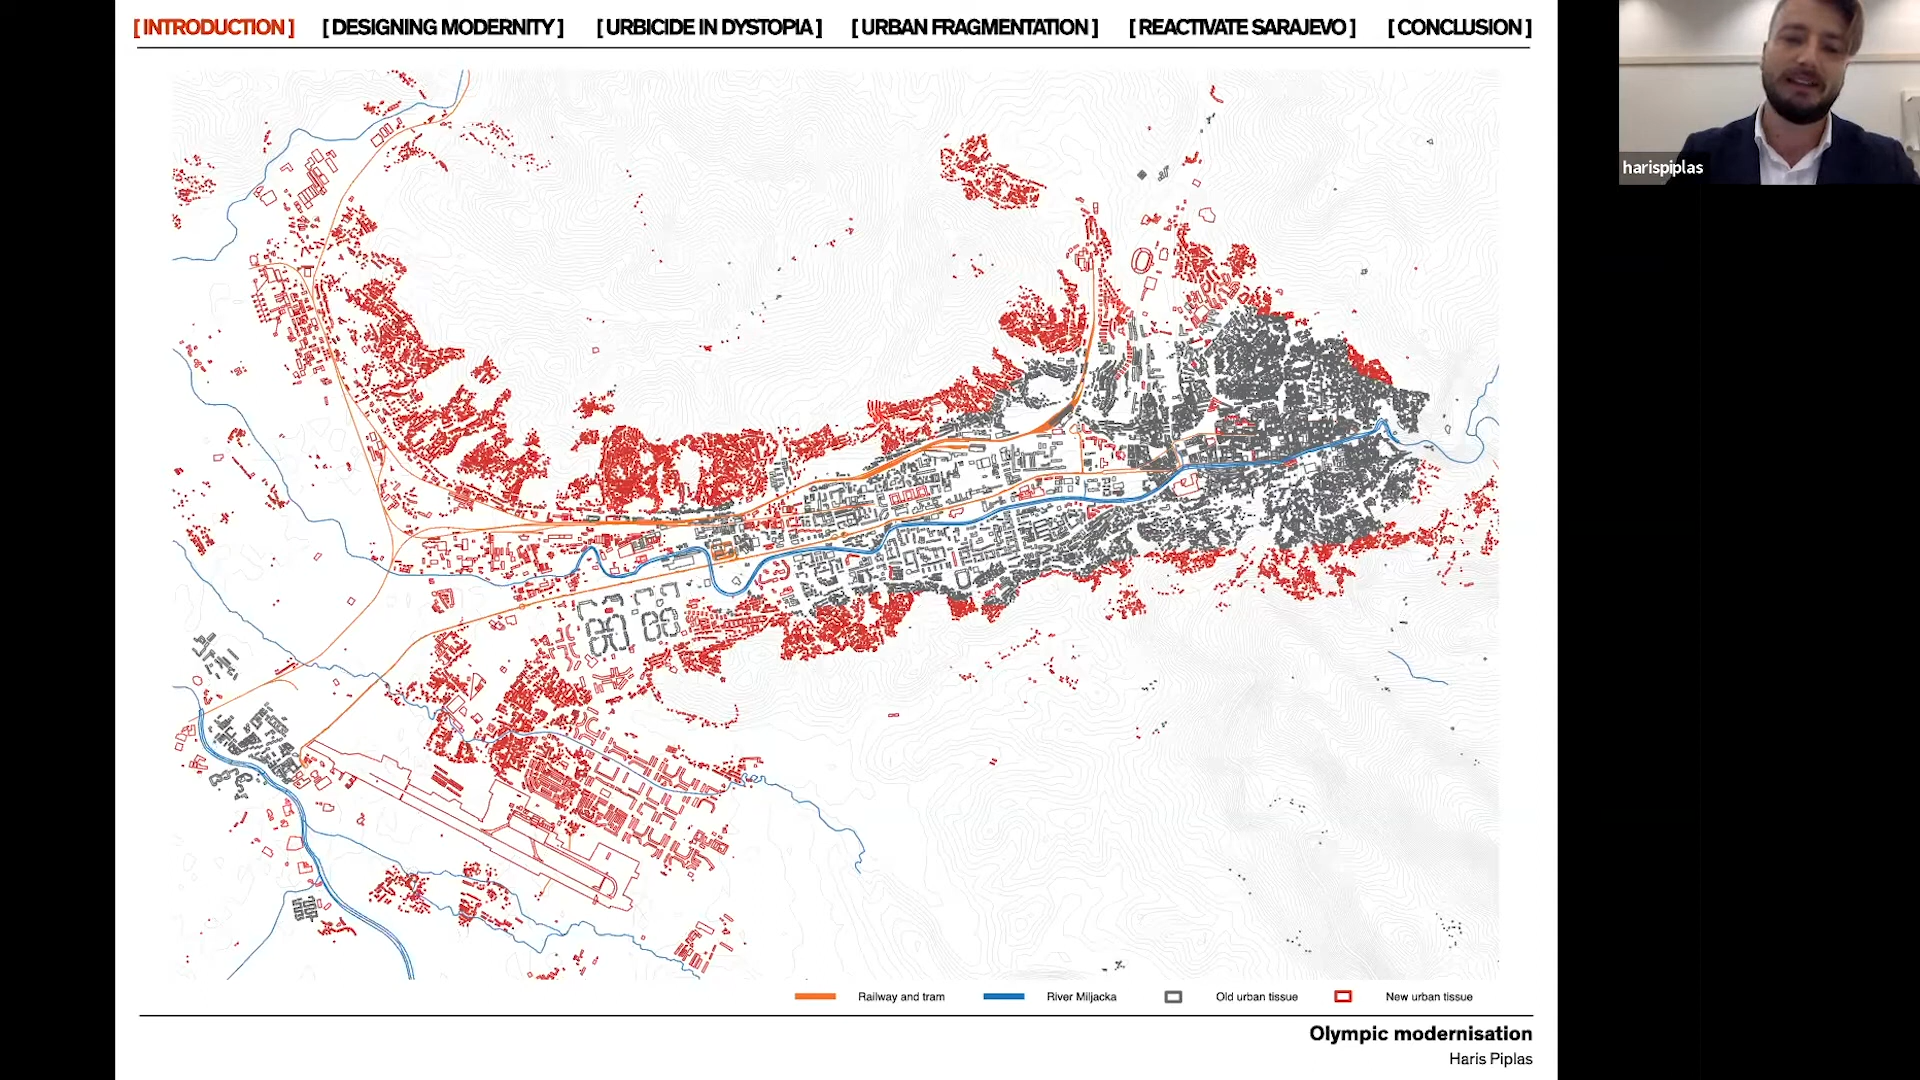 [ INTRODUCTION ] [ DESIGNING MODERNITY ] [ URBICIDE IN DYSTOPIA ] [ URBAN FRAGMENTATION ] [ REACTIVATE SARAJEVO ] [ CONCLUSION ]
harispiplas
Railway and tram River Miljacka Old urban tissue New urban tissue
Olympic modernisation
Haris Piplas